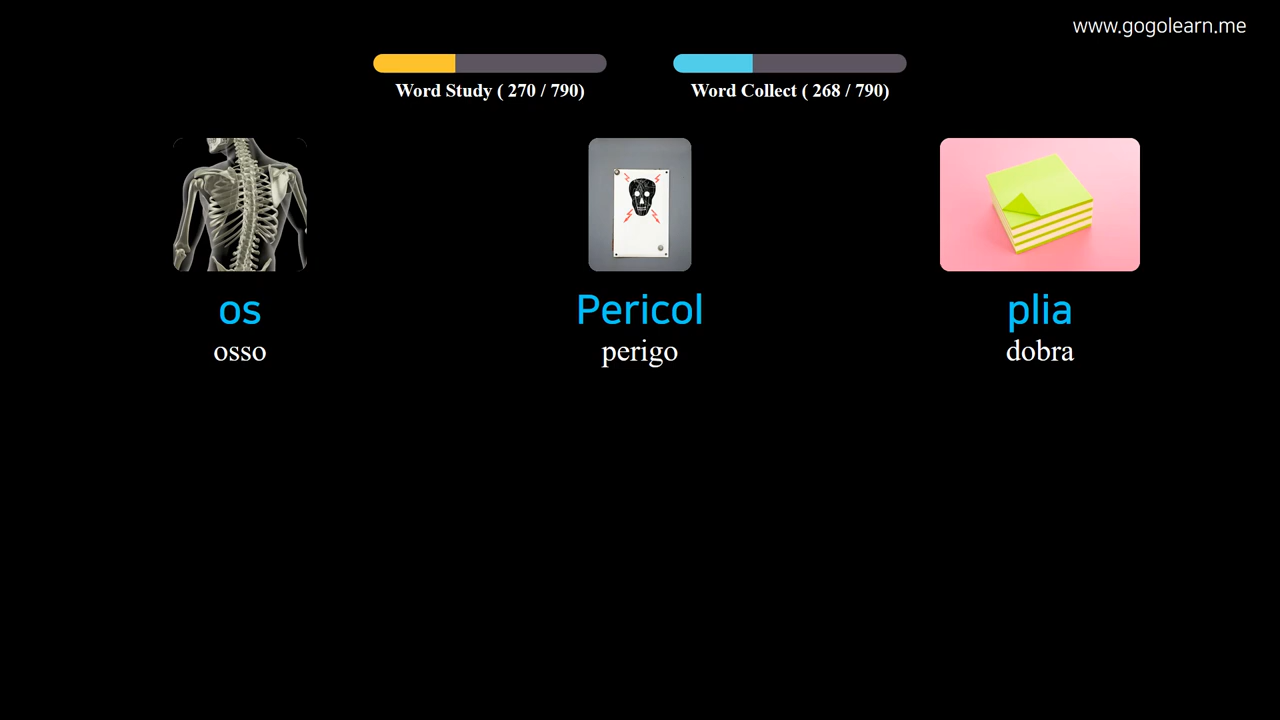 www.gogolearn.me
Word Study ( 270 / 790)
Word Collect ( 268 / 790)
os
Pericol
plia
osso
perigo
dobra